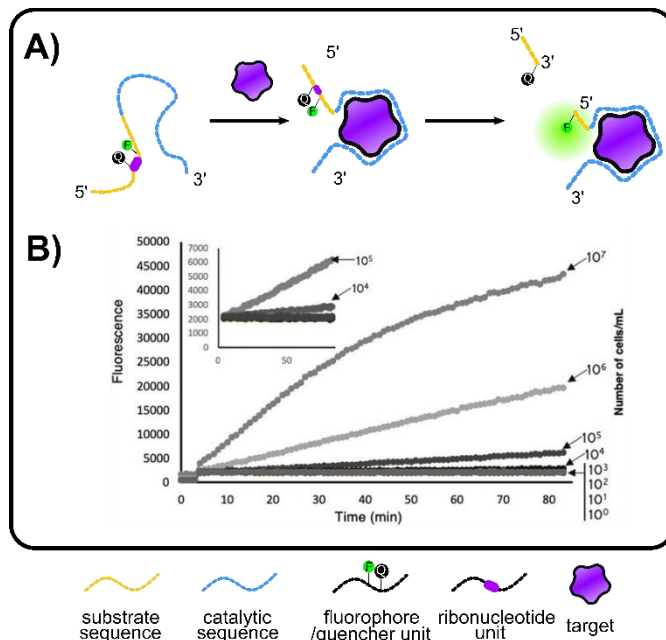 A)
5'
3'
Q
F
5'
3'
Q
F
5'
3'
5'
3'
Q
F
5'
3'
B)
50000
45000
40000
35000
30000
25000
20000
15000
10000
5000
0
Fluorescence
7000
6000
5000
4000
3000
2000
1000
0
0
50
10⁵
10⁴
10⁷
10⁶
10⁵
10⁴
10³
10²
10¹
10⁰
Number of cells/mL
0 10 20 30 40 50 60 70 80
Time (min)
F Q
substrate sequence
catalytic sequence
fluorophore /quencher unit
ribonucleotide unit
target